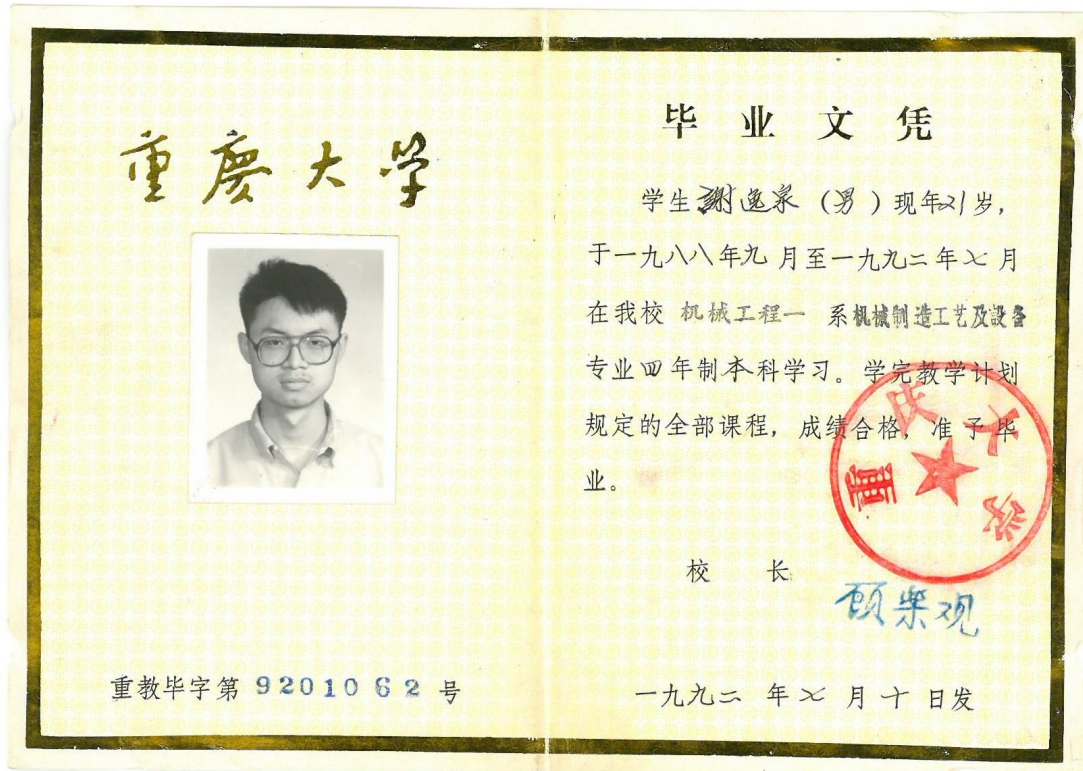 重慶大学
重教毕字第 9201062 号
毕业文凭
学生謝逸泉（男）现年21岁，
于一九八八年九月至一九九二年七月
在我校 机械工程一 系机械制造工艺及設备
专业四年制本科学习。学完教学计划
规定的全部课程，成绩合格，准予毕
业。
重庆大学
校长
顾乐观
一九九二年七月十日发